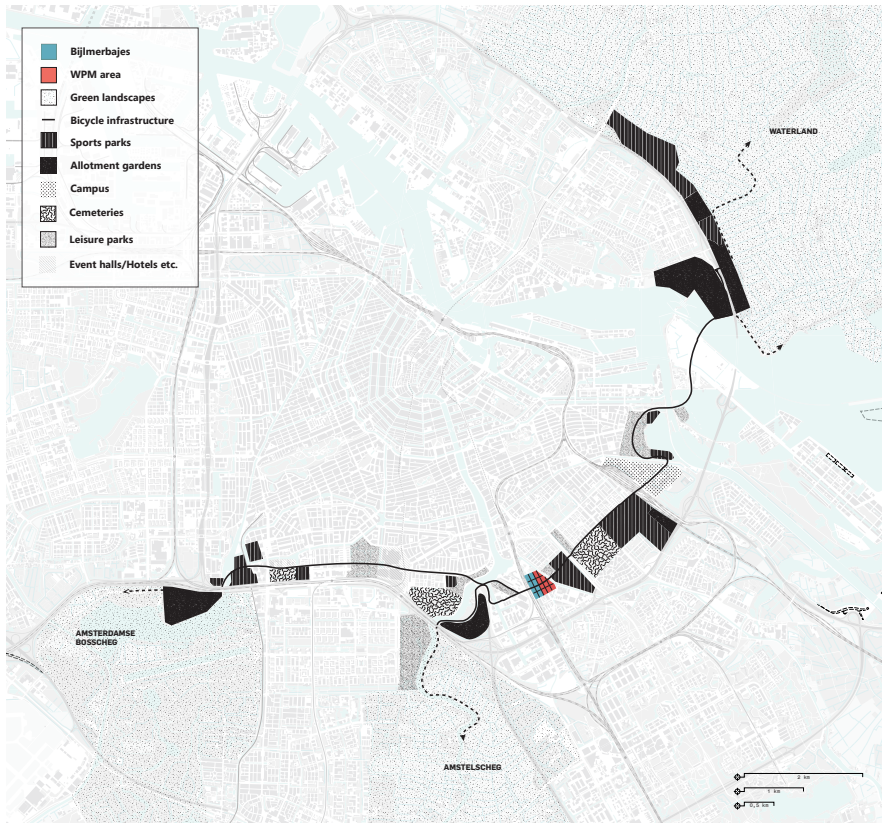 Bijlmerbajes
WPM area
Green landscapes
Bicycle infrastructure
Sports parks
Allotment gardens
Campus
Cemeteries
Leisure parks
Event halls/Hotels etc.
WATERLAND
AMSTERDAMSE
BOSSCHEG
AMSTELSCHEG
2 km
1 km
0,5 km